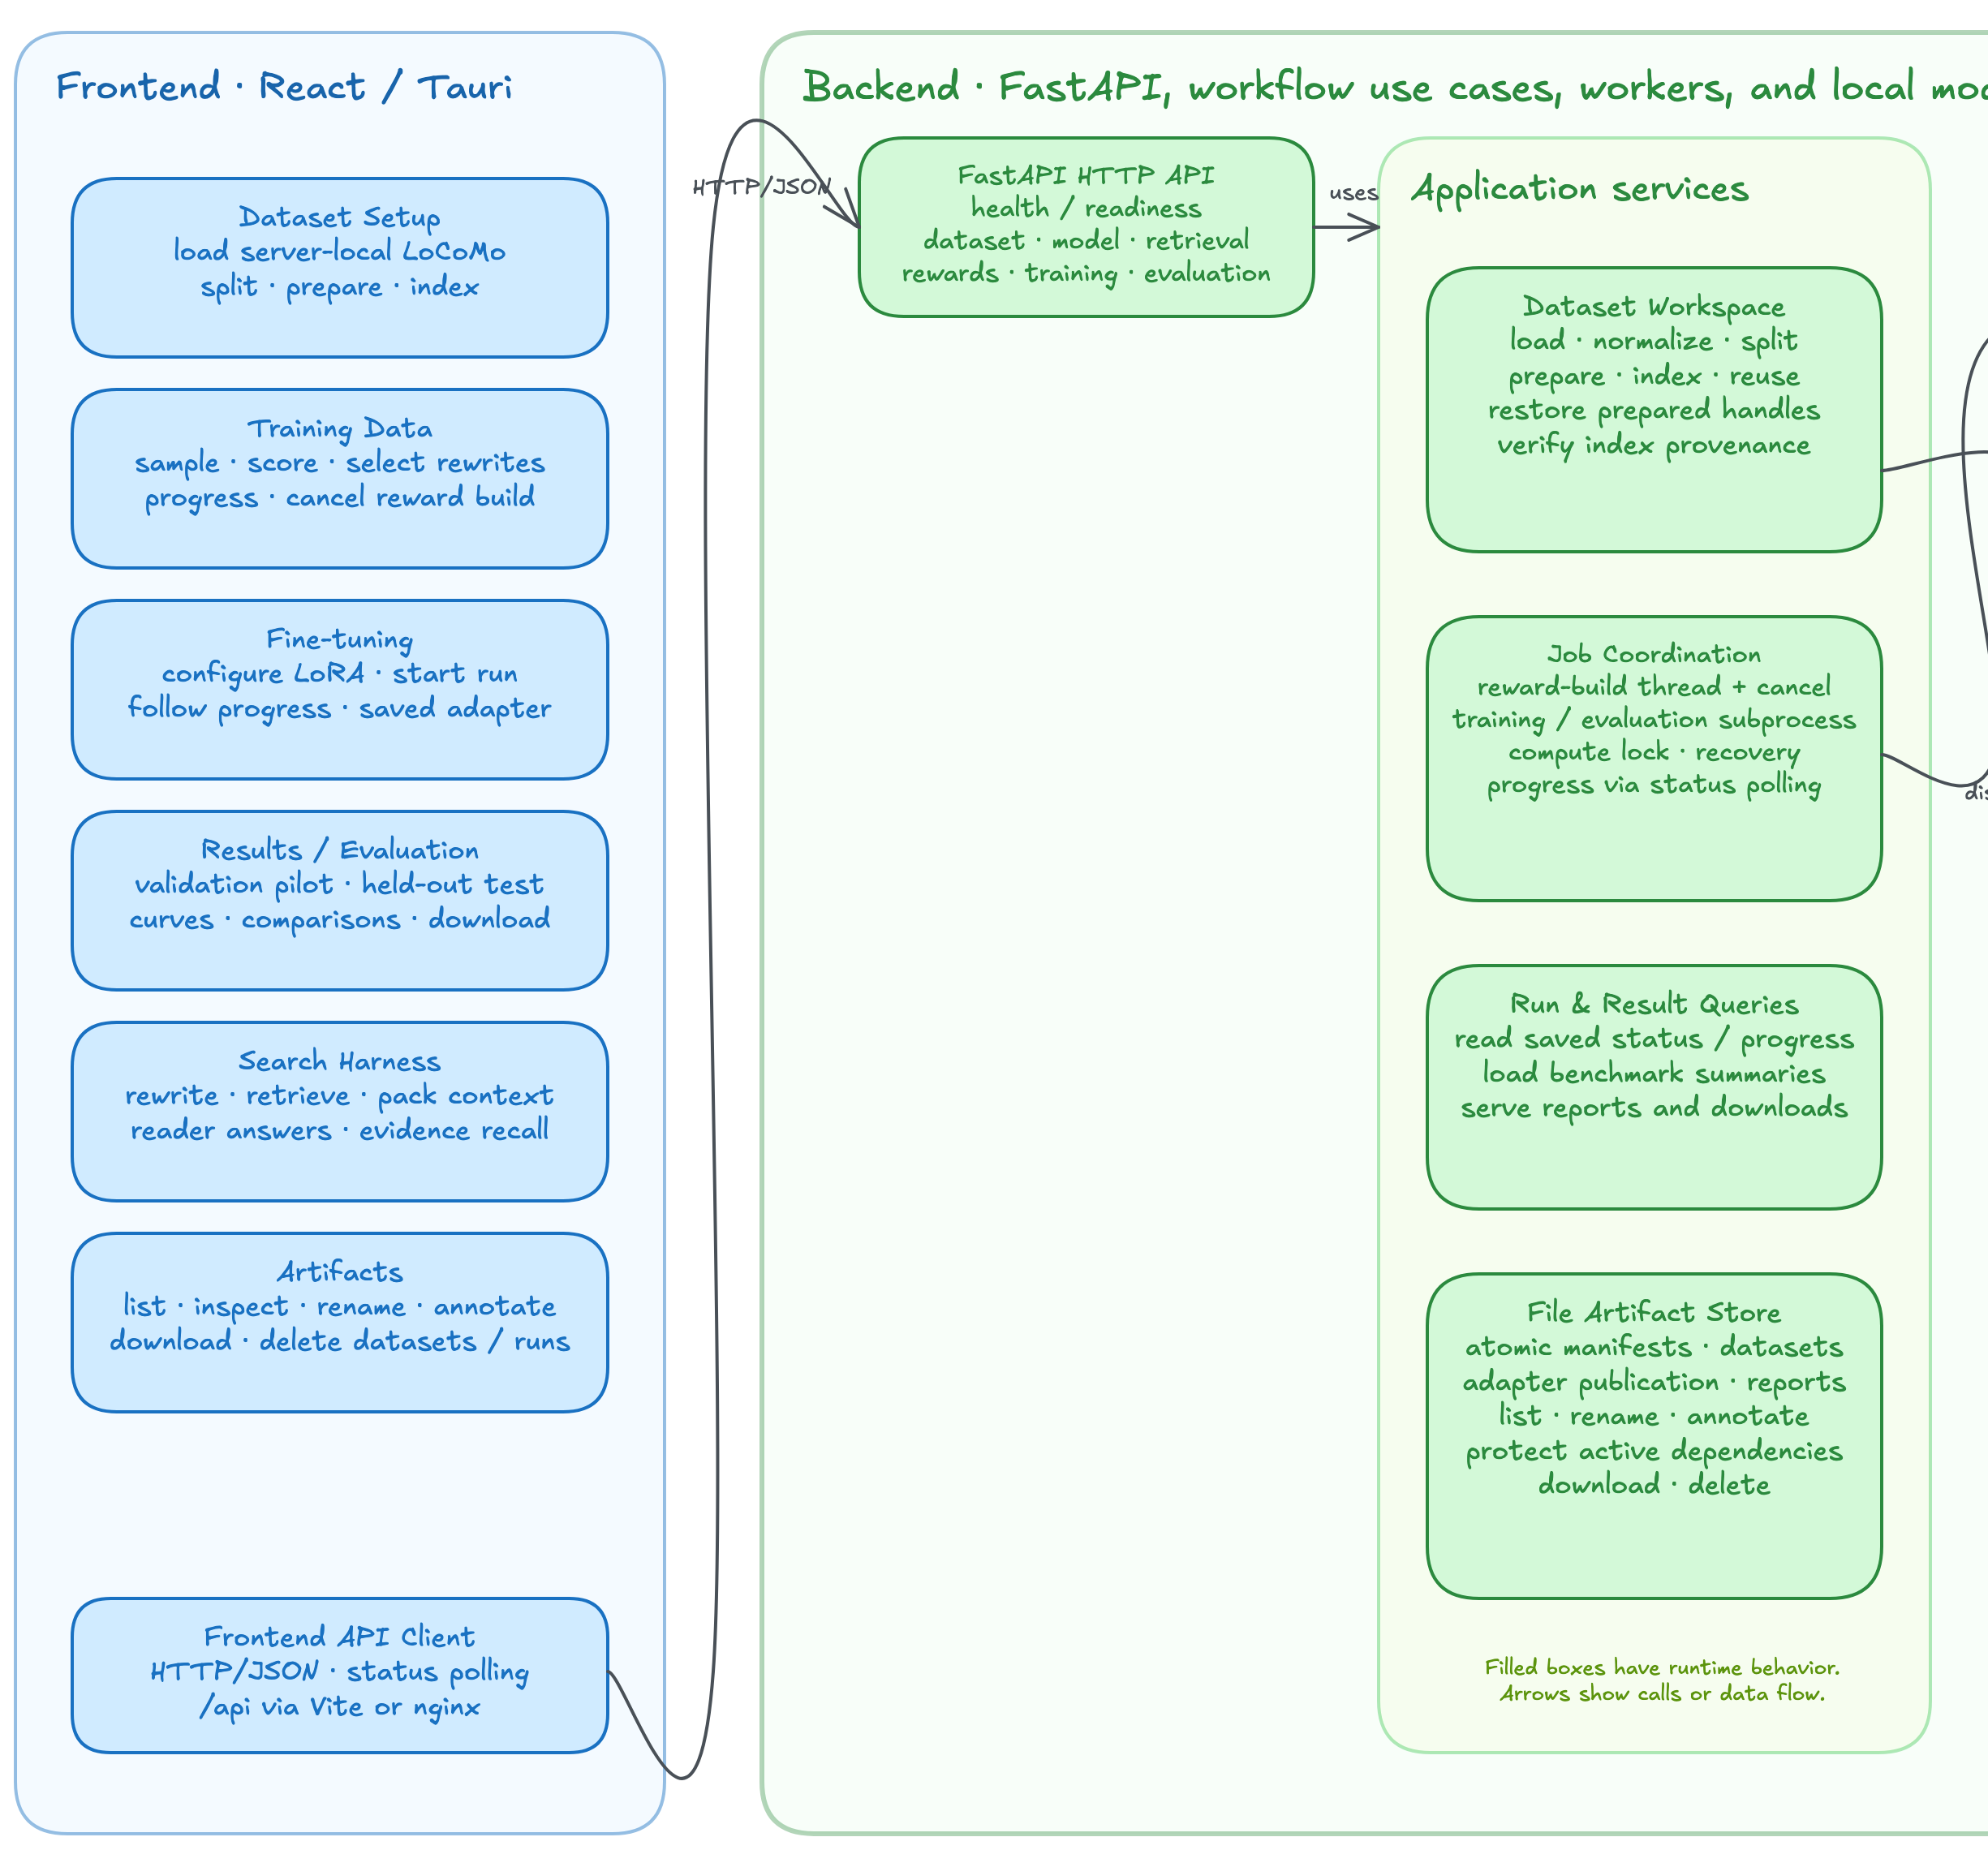 Frontend · React / Tauri
Dataset Setup
load server-local LoCoMo
split · prepare · index
Training Data
sample · score · select rewrites
progress · cancel reward build
Fine-tuning
configure LoRA · start run
follow progress · saved adapter
Results / Evaluation
validation pilot · held-out test
curves · comparisons · download
Search Harness
rewrite · retrieve · pack context
reader answers · evidence recall
Artifacts
list · inspect · rename · annotate
download · delete datasets / runs
Frontend API Client
HTTP/JSON · status polling
/api via Vite or nginx
HTTP/JSON
Backend · FastAPI, workflow use cases, workers, and local
FastAPI HTTP API
health / readiness
dataset · model · retrieval
rewards · training · evaluation
uses
Application services
Dataset Workspace
load · normalize · split
prepare · index · reuse
restore prepared handles
verify index provenance
Job Coordination
reward-build thread + cancel
training / evaluation subprocess
compute lock · recovery
progress via status polling
Run & Result Queries
read saved status / progress
load benchmark summaries
serve reports and downloads
File Artifact Store
atomic manifests · datasets
adapter publication · reports
list · rename · annotate
protect active dependencies
download · delete
Filled boxes have runtime behavior.
Arrows show calls or data flow.